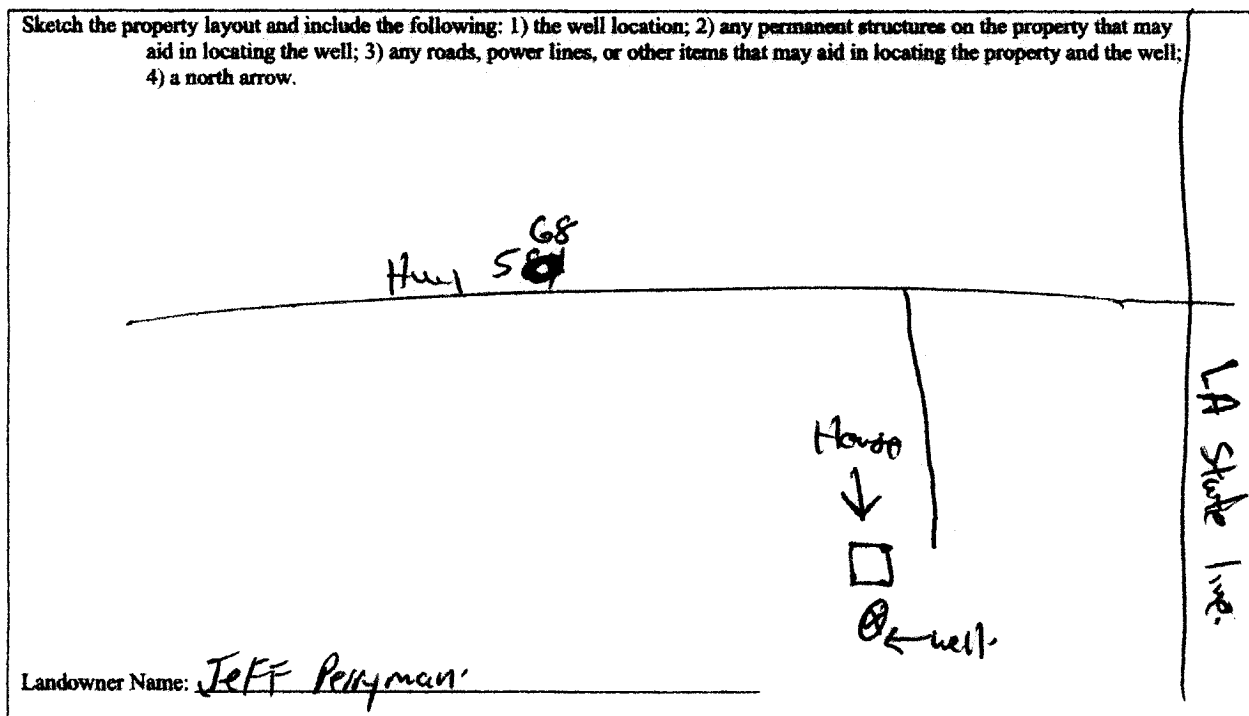 Sketch the property layout and include the following: 1) the well location; 2) any permanent structures on the property that may
aid in locating the well; 3) any roads, power lines, or other items that may aid in locating the property and the well;
4) a north arrow.
68
Hwy 5
House
LA State line.
well.
Landowner Name: Jeff Perryman